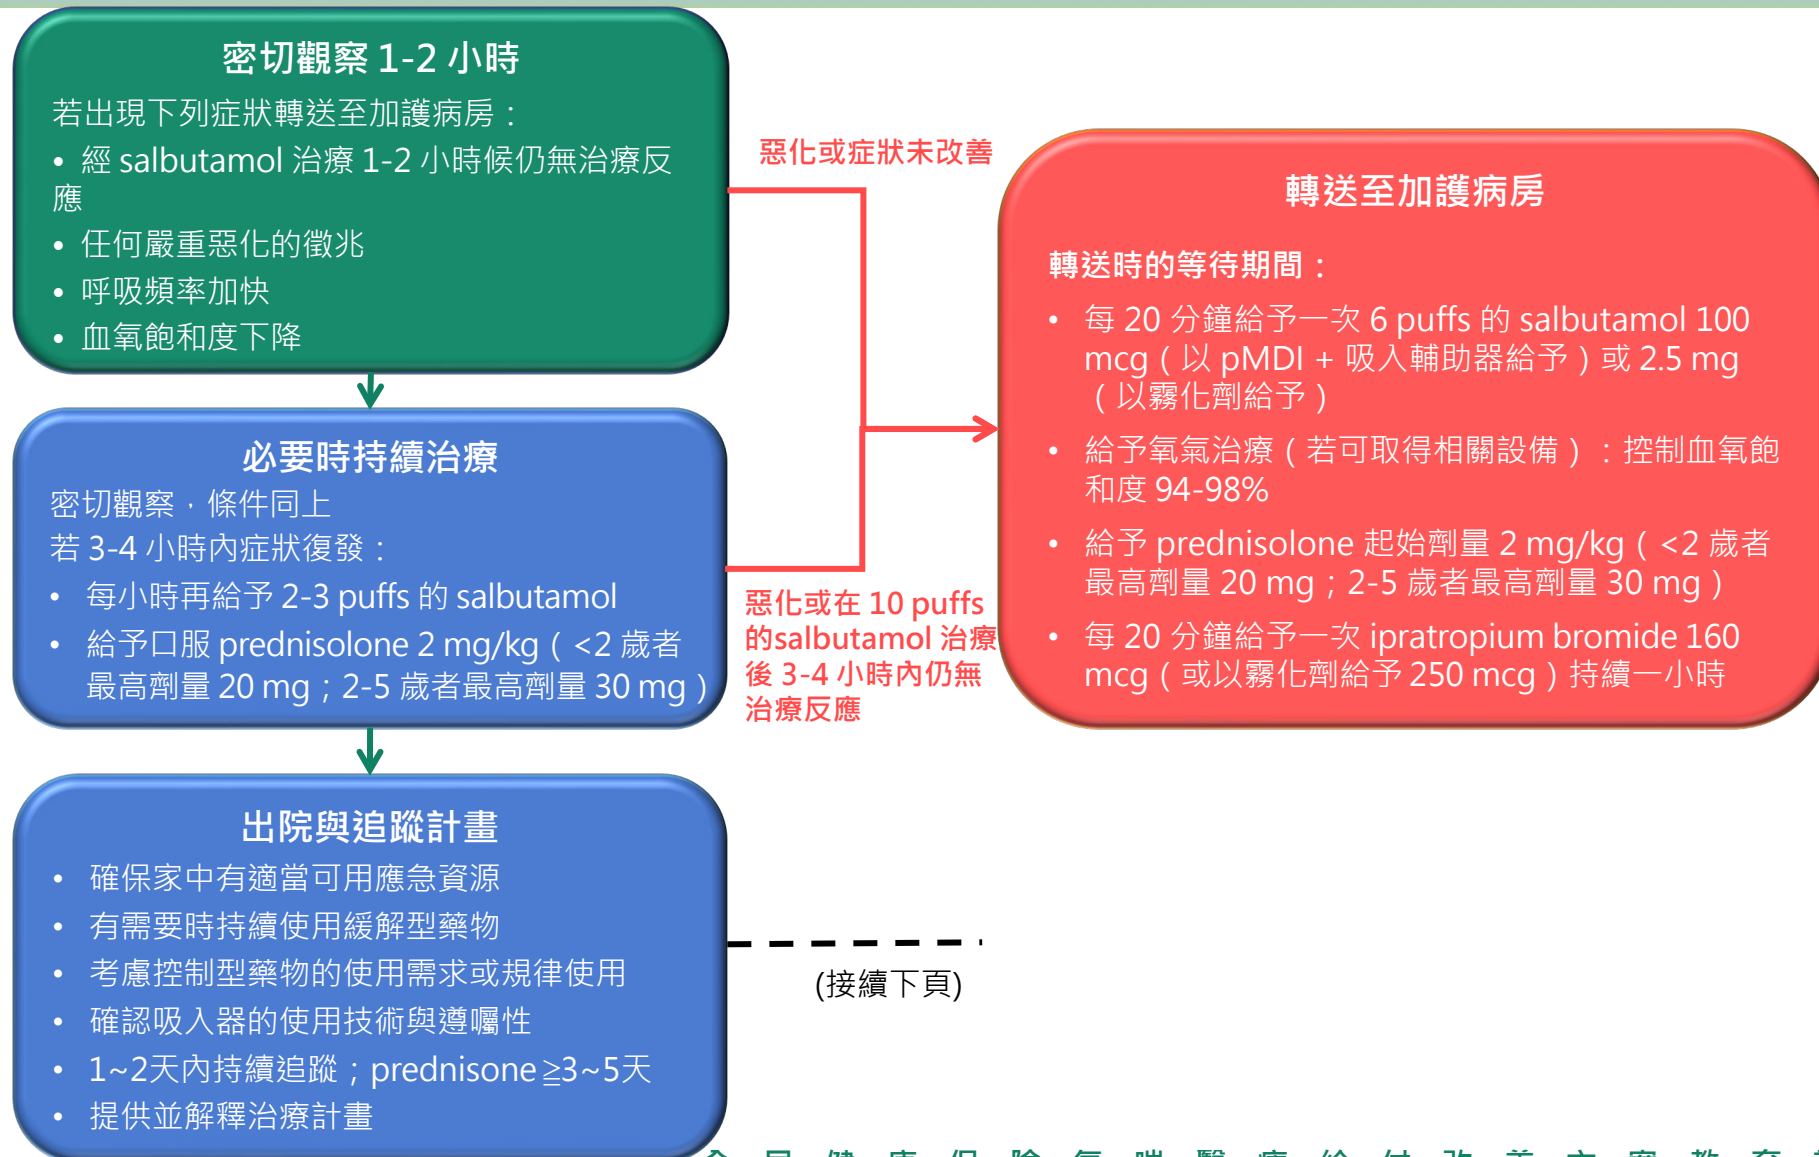 密切觀察 1-2 小時
若出現下列症狀轉送至加護病房：
• 經 salbutamol 治療 1-2 小時候仍無治療反
應
• 任何嚴重惡化的徵兆
• 呼吸頻率加快
• 血氧飽和度下降
惡化或症狀未改善
必要時持續治療
密切觀察，條件同上
若 3-4 小時內症狀復發：
• 每小時再給予 2-3 puffs 的 salbutamol
• 給予口服 prednisolone 2 mg/kg（<2 歲者
最高劑量 20 mg；2-5 歲者最高劑量 30 mg）
惡化或在 10 puffs
的salbutamol 治療
後 3-4 小時內仍無
治療反應
轉送至加護病房
轉送時的等待期間：
• 每 20 分鐘給予一次 6 puffs 的 salbutamol 100
mcg（以 pMDI + 吸入輔助器給予）或 2.5 mg
（以霧化劑給予）
• 給予氧氣治療（若可取得相關設備）：控制血氧飽
和度 94-98%
• 給予 prednisolone 起始劑量 2 mg/kg（<2 歲者
最高劑量 20 mg；2-5 歲者最高劑量 30 mg）
• 每 20 分鐘給予一次 ipratropium bromide 160
mcg（或以霧化劑給予 250 mcg）持續一小時
出院與追蹤計畫
• 確保家中有適當可用應急資源
• 有需要時持續使用緩解型藥物
• 考慮控制型藥物的使用需求或規律使用
• 確認吸入器的使用技術與遵囑性
• 1~2天內持續追蹤；prednisone≧3~5天
• 提供並解釋治療計畫
(接續下頁)
全民健康保險氣喘醫療給付改善方案教育